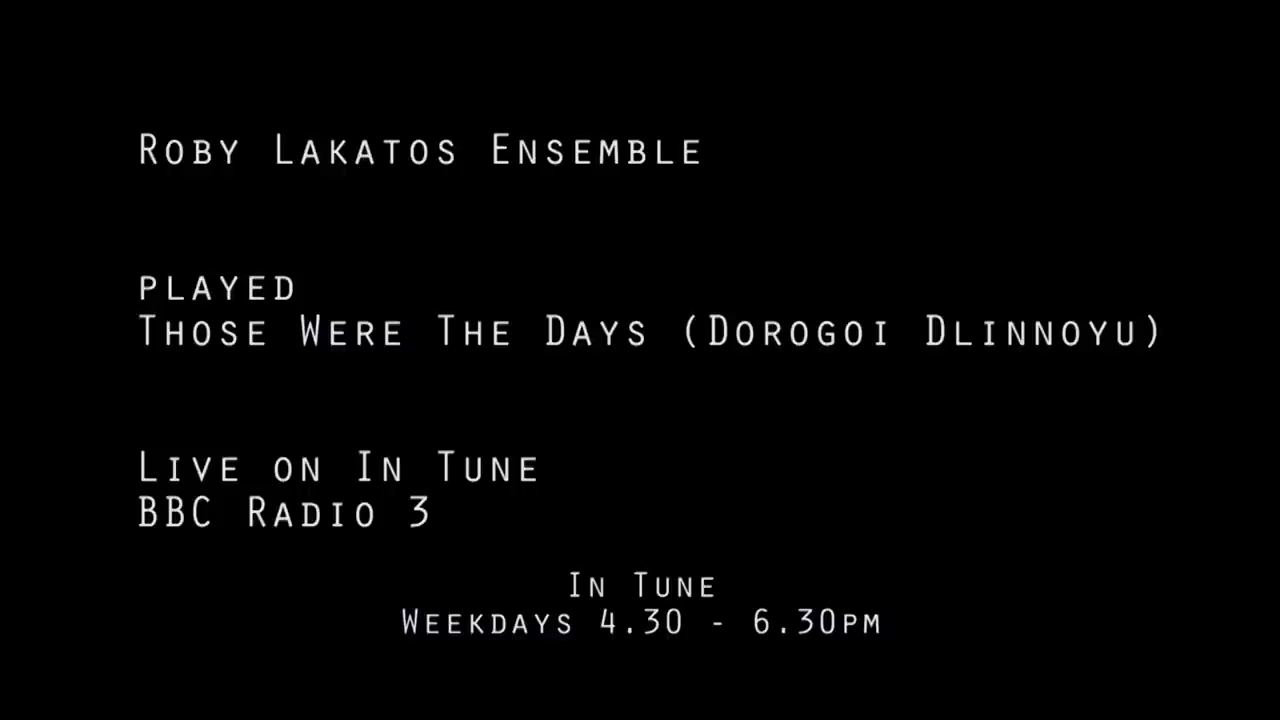 Roby Lakatos Ensemble
played
Those Were The Days (Dorogoi Dlinnoyu)
Live on In Tune
BBC Radio 3
In Tune
Weekdays 4.30 - 6.30pm